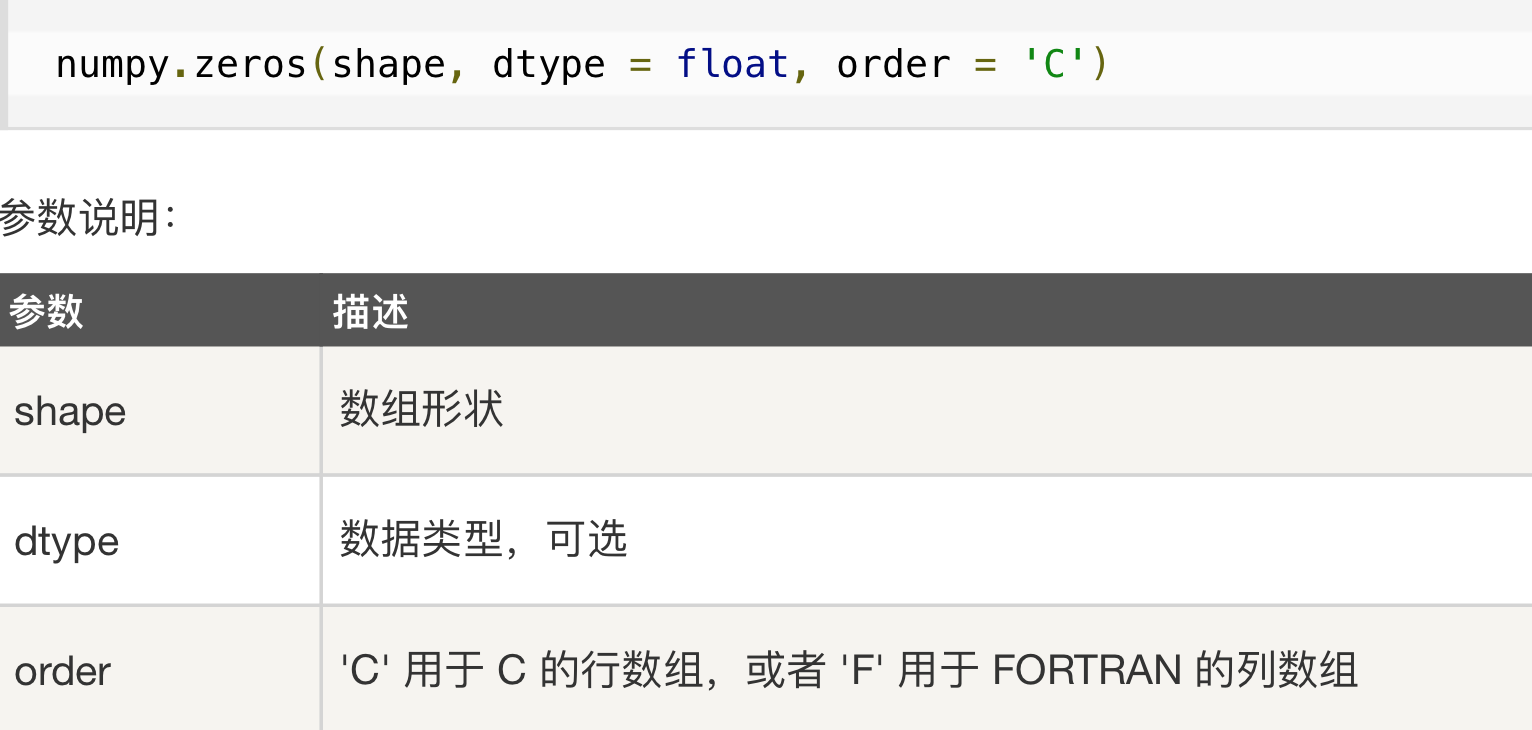 numpy.zeros(shape, dtype = float, order = 'C')
参数说明：
参数 描述
shape 数组形状
dtype 数据类型，可选
order 'C' 用于 C 的行数组，或者 'F' 用于 FORTRAN 的列数组